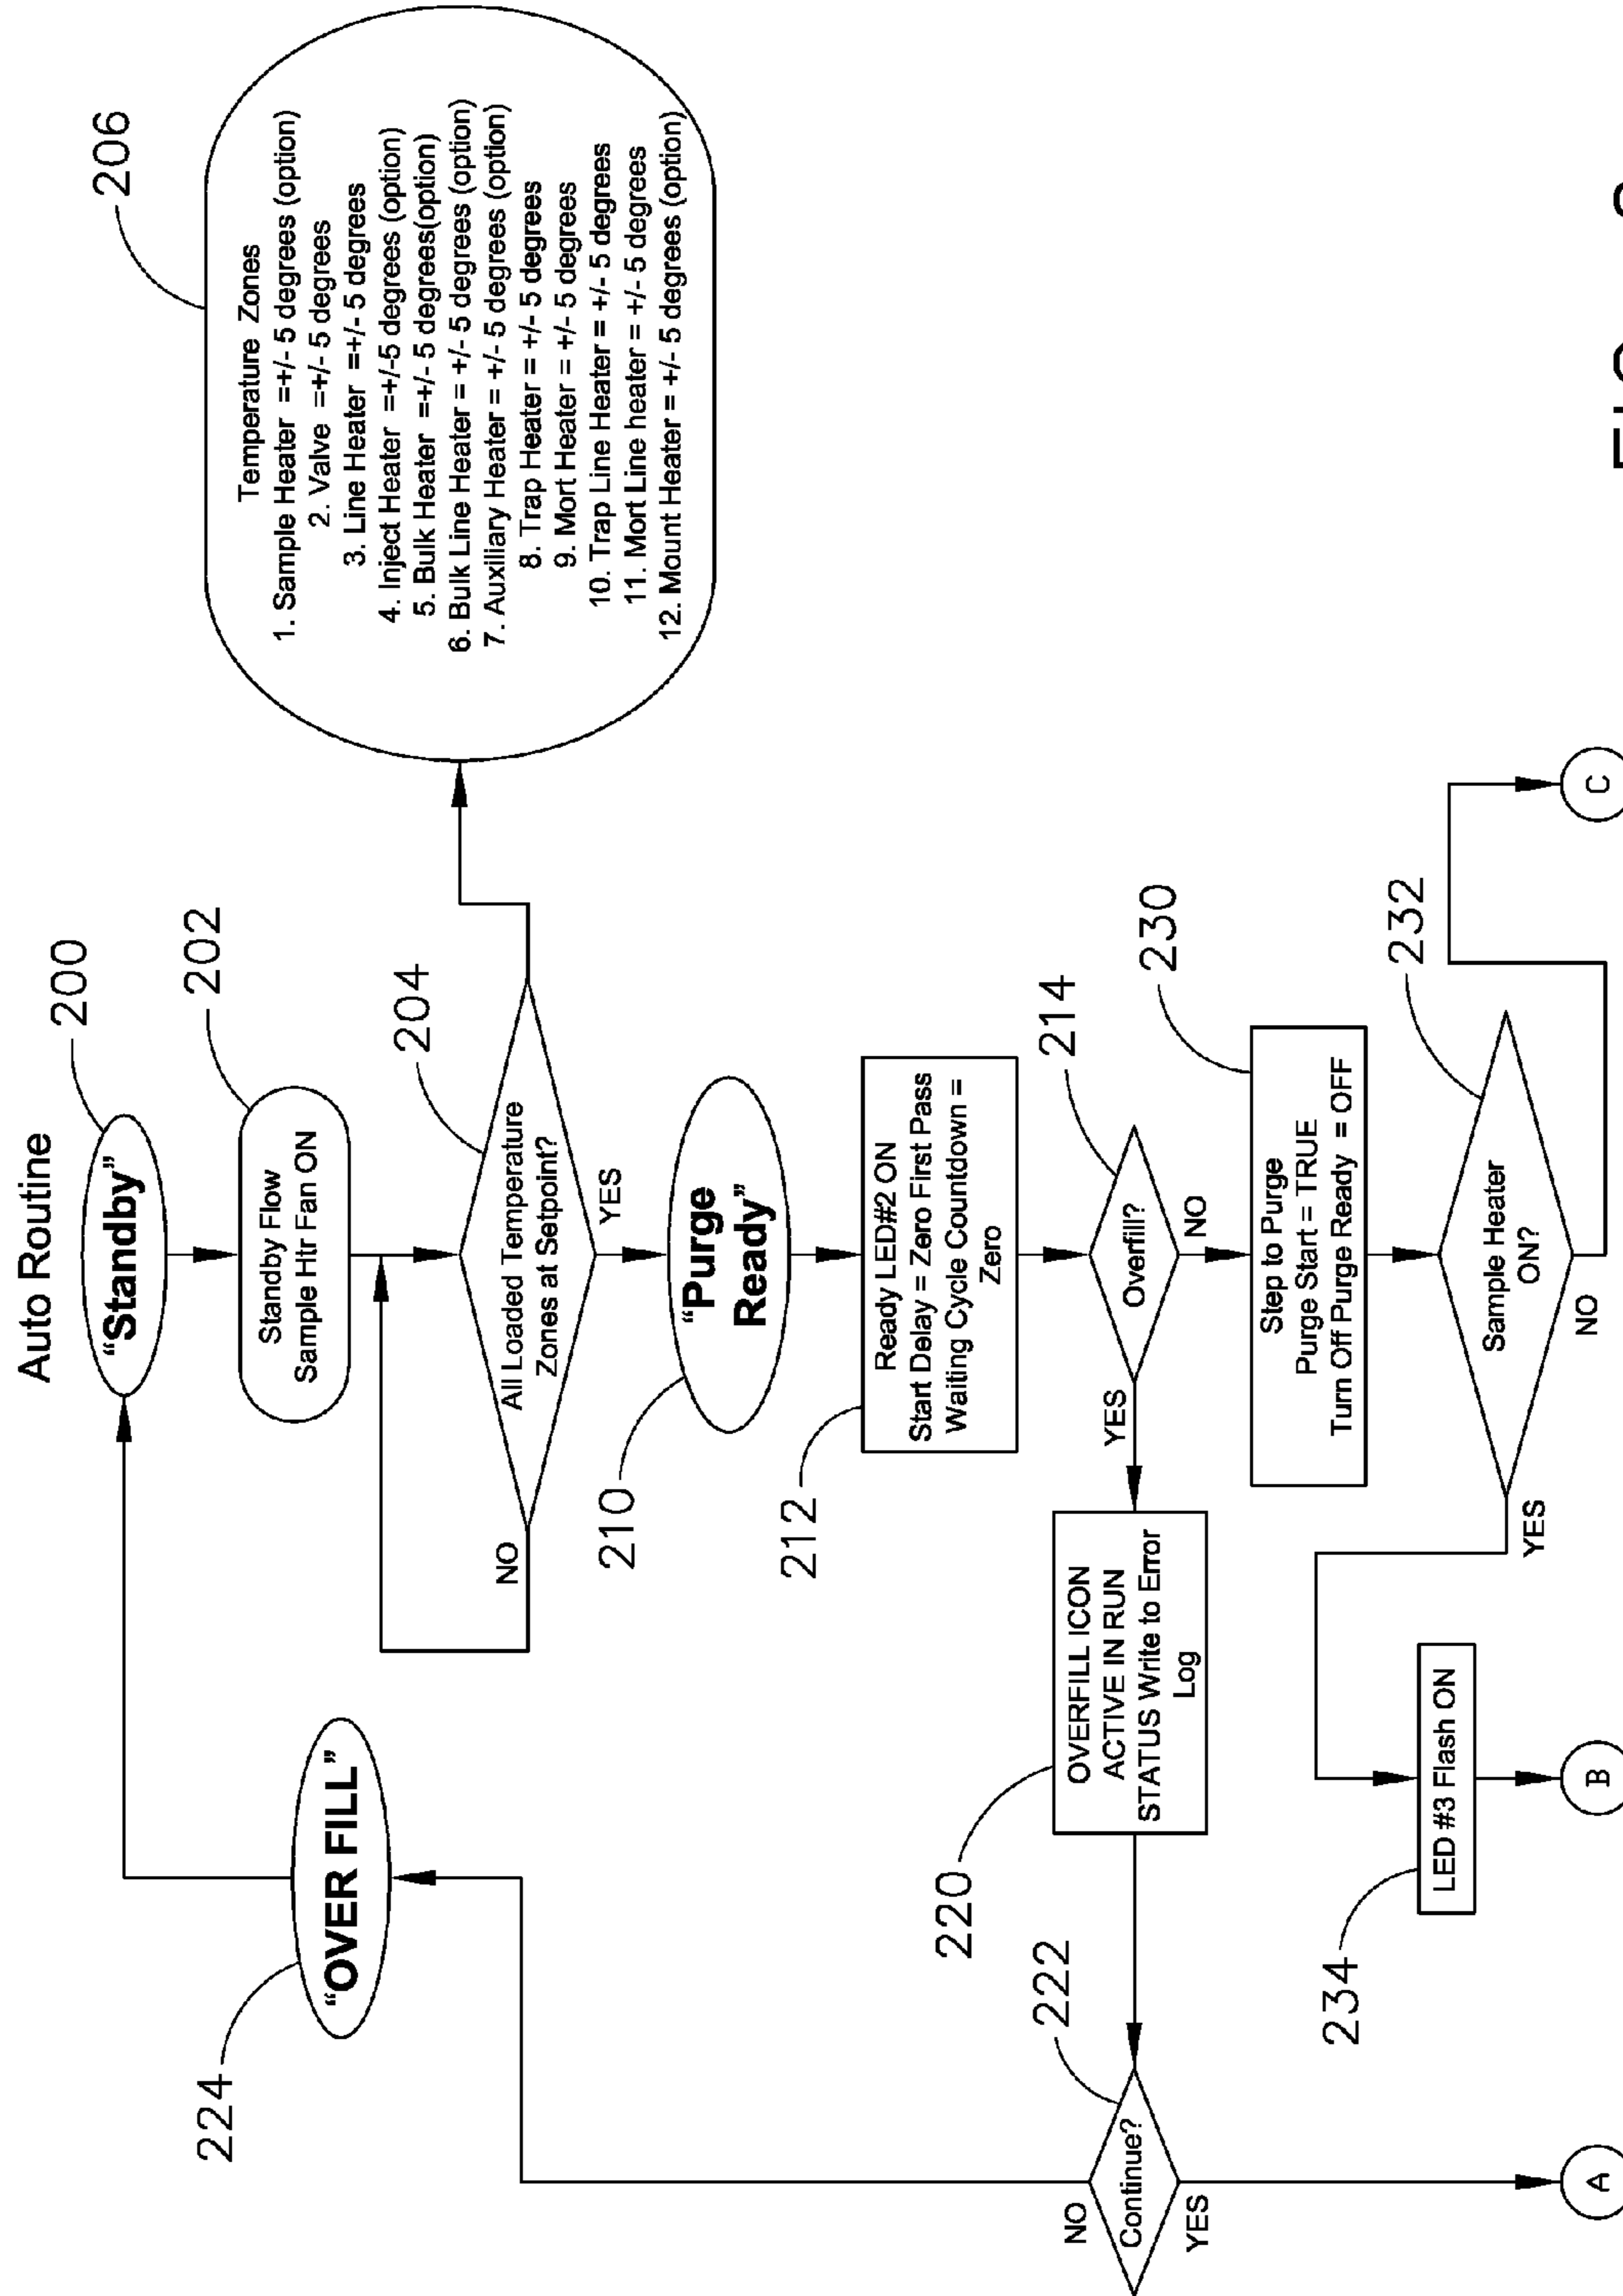 Auto Routine
“Standby”
200
Standby Flow
Sample Htr Fan ON
202
All Loaded Temperature
Zones at Setpoint?
204
NO
YES
206
Temperature Zones
1. Sample Heater =+/- 5 degrees (option)
2. Valve =+/- 5 degrees
3. Line Heater =+/- 5 degrees
4. Inject Heater =+/-5 degrees (option)
5. Bulk Heater =+/- 5 degrees(option)
6. Bulk Line Heater = +/- 5 degrees (option)
7. Auxiliary Heater = +/- 5 degrees (option)
8. Trap Heater = +/- 5 degrees
9. Mort Heater = +/- 5 degrees
10. Trap Line Heater = +/- 5 degrees
11. Mort Line heater = +/- 5 degrees
12. Mount Heater = +/- 5 degrees (option)
“OVER FILL”
224
“Purge
Ready”
210
Ready LED#2 ON
Start Delay = Zero First Pass
Waiting Cycle Countdown =
Zero
212
Overfill?
214
YES
NO
OVERFILL ICON
ACTIVE IN RUN
STATUS Write to Error
Log
220
Continue?
222
NO
YES
Step to Purge
Purge Start = TRUE
Turn Off Purge Ready = OFF
230
Sample Heater
ON?
232
YES
NO
LED #3 Flash ON
234
A
B
C